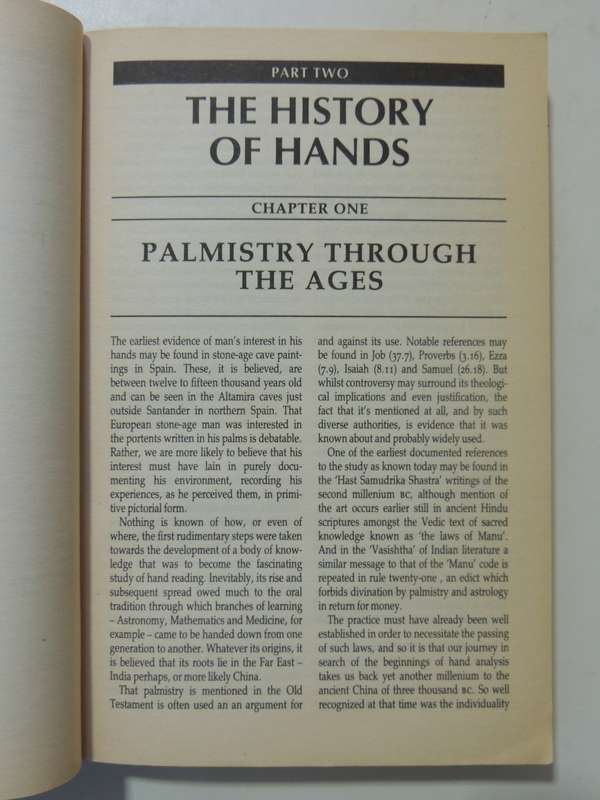 PART TWO
THE HISTORY
OF HANDS
CHAPTER ONE
PALMISTRY THROUGH
THE AGES
The earliest evidence of man's interest in his
hands may be found in stone-age cave paint-
ings in Spain. These, it is believed, are
between twelve to fifteen thousand years old
and can be seen in the Altamira caves just
outside Santander in northern Spain. That
European stone-age man was interested in
the portents written in his palms is debatable.
Rather, we are more likely to believe that his
interest must have lain in purely docu-
menting his environment, recording his
experiences, as he perceived them, in primi-
tive pictorial form.
Nothing is known of how, or even of
where, the first rudimentary steps were taken
towards the development of a body of know-
ledge that was to become the fascinating
study of hand reading. Inevitably, its rise and
subsequent spread owed much to the oral
tradition through which branches of learning
– Astronomy, Mathematics and Medicine, for
example – came to be handed down from one
generation to another. Whatever its origins, it
is believed that its roots lie in the Far East –
India perhaps, or more likely China.
That palmistry is mentioned in the Old
Testament is often used an an argument for
and against its use. Notable references may
be found in Job (37.7), Proverbs (3.16), Ezra
(7.9), Isaiah (8.11) and Samuel (26.18). But
whilst controversy may surround its theologi-
cal implications and even justification, the
fact that it's mentioned at all, and by such
diverse authorities, is evidence that it was
known about and probably widely used.
One of the earliest documented references
to the study as known today may be found in
the 'Hast Samudrika Shastra' writings of the
second millenium BC, although mention of
the art occurs earlier still in ancient Hindu
scriptures amongst the Vedic text of sacred
knowledge known as 'the laws of Manu'.
And in the 'Vasishtha' of Indian literature a
similar message to that of the 'Manu' code is
repeated in rule twenty-one , an edict which
forbids divination by palmistry and astrology
in return for money.
The practice must have already been well
established in order to necessitate the passing
of such laws, and so it is that our journey in
search of the beginnings of hand analysis
takes us back yet another millenium to the
ancient China of three thousand BC. So well
recognized at that time was the individuality